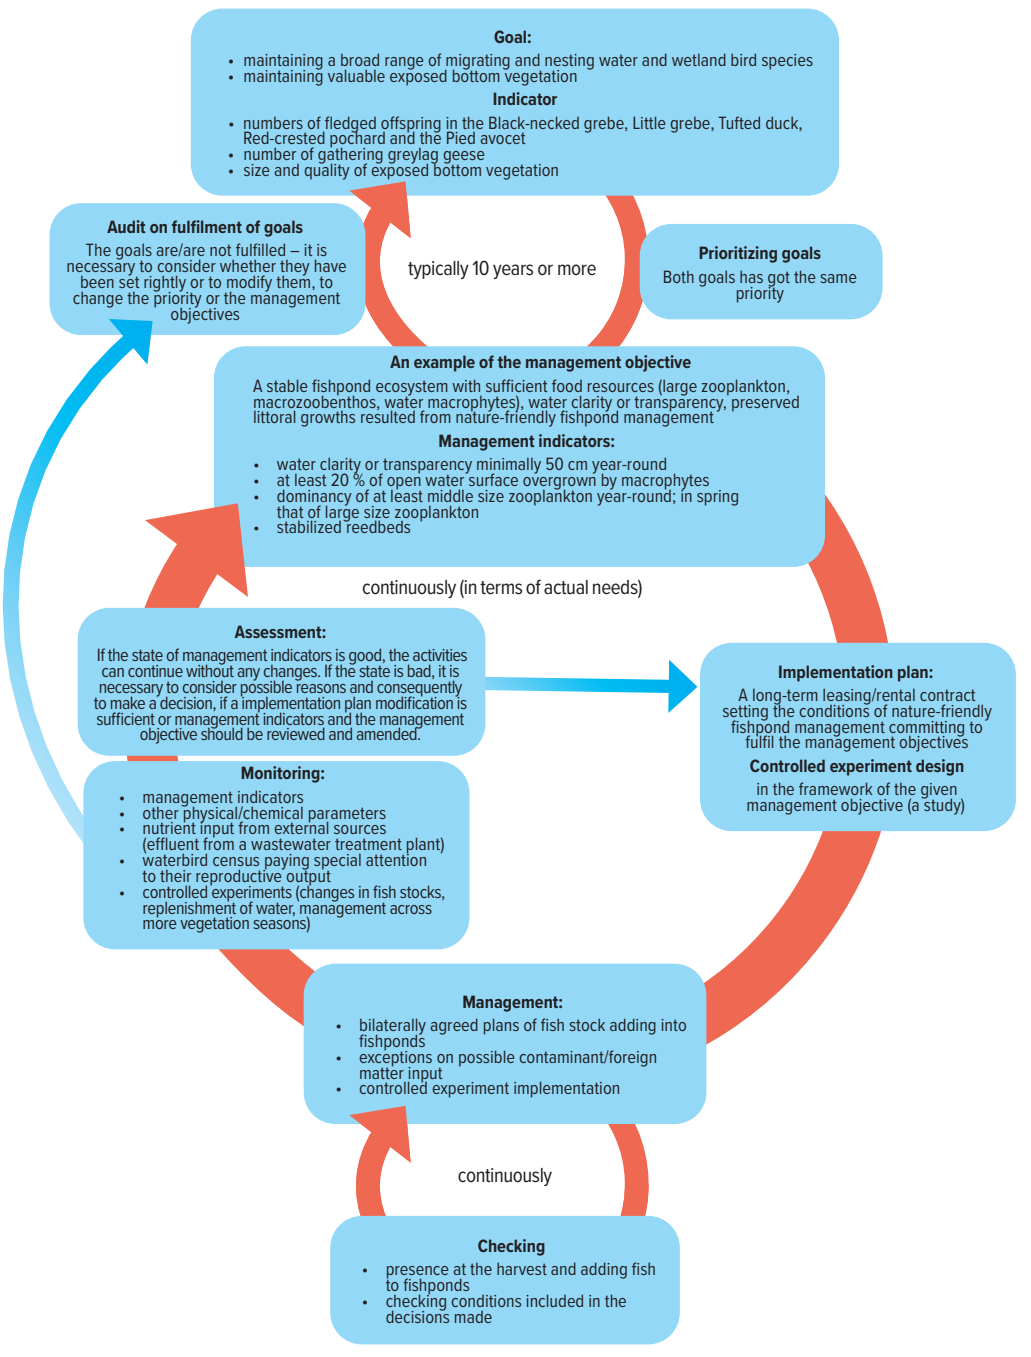 Goal:
• maintaining a broad range of migrating and nesting water and wetland bird species
• maintaining valuable exposed bottom vegetation
Indicator
• numbers of fledged offspring in the Black-necked grebe, Little grebe, Tufted duck,
Red-crested pochard and the Pied avocet
• number of gathering greylag geese
• size and quality of exposed bottom vegetation
Audit on fulfilment of goals
The goals are/are not fulfilled – it is
necessary to consider whether they have
been set rightly or to modify them, to
change the priority or the management
objectives
typically 10 years or more
Prioritizing goals
Both goals has got the same
priority
An example of the management objective
A stable fishpond ecosystem with sufficient food resources (large zooplankton,
macrozoobenthos, water macrophytes), water clarity or transparency, preserved
littoral growths resulted from nature-friendly fishpond management
Management indicators:
• water clarity or transparency minimally 50 cm year-round
• at least 20 % of open water surface overgrown by macrophytes
• dominancy of at least middle size zooplankton year-round; in spring
that of large size zooplankton
• stabilized reedbeds
continuously (in terms of actual needs)
Assessment:
If the state of management indicators is good, the activities
can continue without any changes. If the state is bad, it is
necessary to consider possible reasons and consequently
to make a decision, if a implementation plan modification is
sufficient or management indicators and the management
objective should be reviewed and amended.
Implementation plan:
A long-term leasing/rental contract
setting the conditions of nature-friendly
fishpond management committing to
fulfil the management objectives
Controlled experiment design
in the framework of the given
management objective (a study)
Monitoring:
• management indicators
• other physical/chemical parameters
• nutrient input from external sources
(effluent from a wastewater treatment plant)
• waterbird census paying special attention
to their reproductive output
• controlled experiments (changes in fish stocks,
replenishment of water, management across
more vegetation seasons)
Management:
• bilaterally agreed plans of fish stock adding into
fishponds
• exceptions on possible contaminant/foreign
matter input
• controlled experiment implementation
continuously
Checking
• presence at the harvest and adding fish
to fishponds
• checking conditions included in the
decisions made